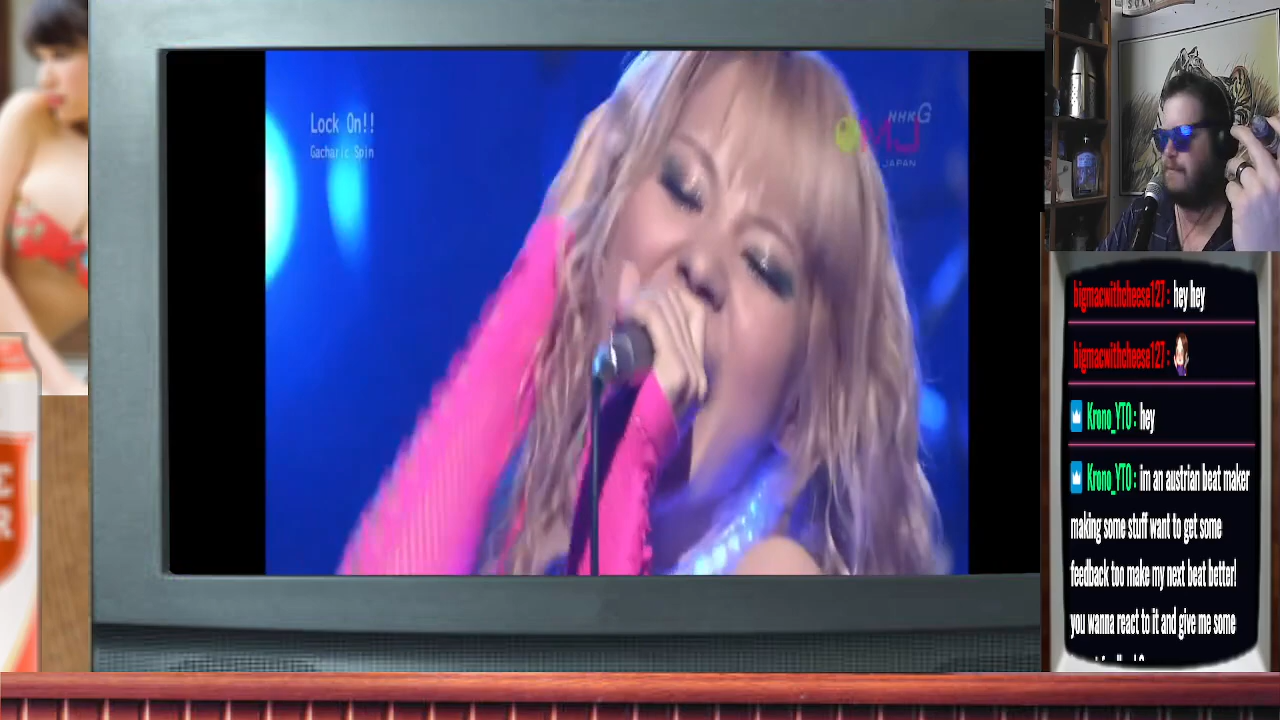 Lock On!!
Gacharic Spin
NHK G
MJ
JAPAN
bigmacwithcheese127: hey hey
bigmacwithcheese127:
Krono_YTO: hey
Krono_YTO: im an austrian beat maker
making some stuff want to get some
feedback too make my next beat better!
you wanna react to it and give me some
E
R